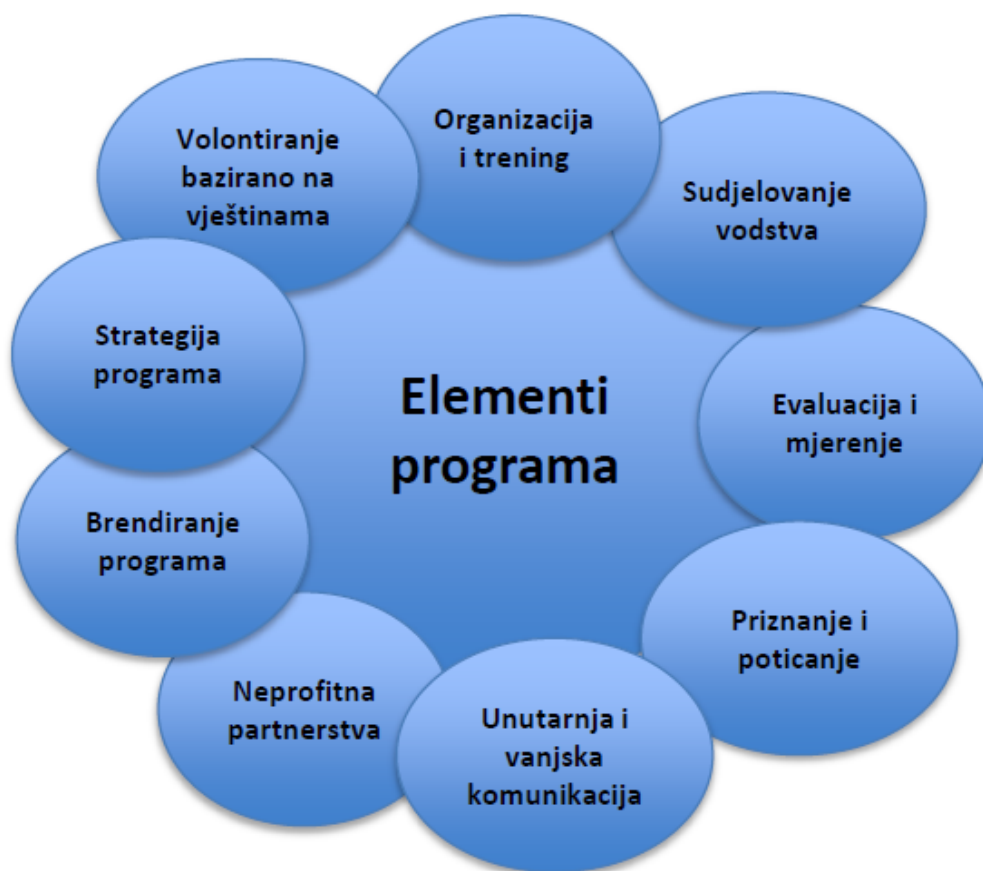 Organizacija
i trening
Volontiranje
bazirano na
vještinama
Sudjelovanje
vodstva
Strategija
programa
Elementi
programa
Evaluacija i
mjerenje
Brendiranje
programa
Priznanje i
poticanje
Neprofitna
partnerstva
Unutarnja i
vanjska
komunikacija